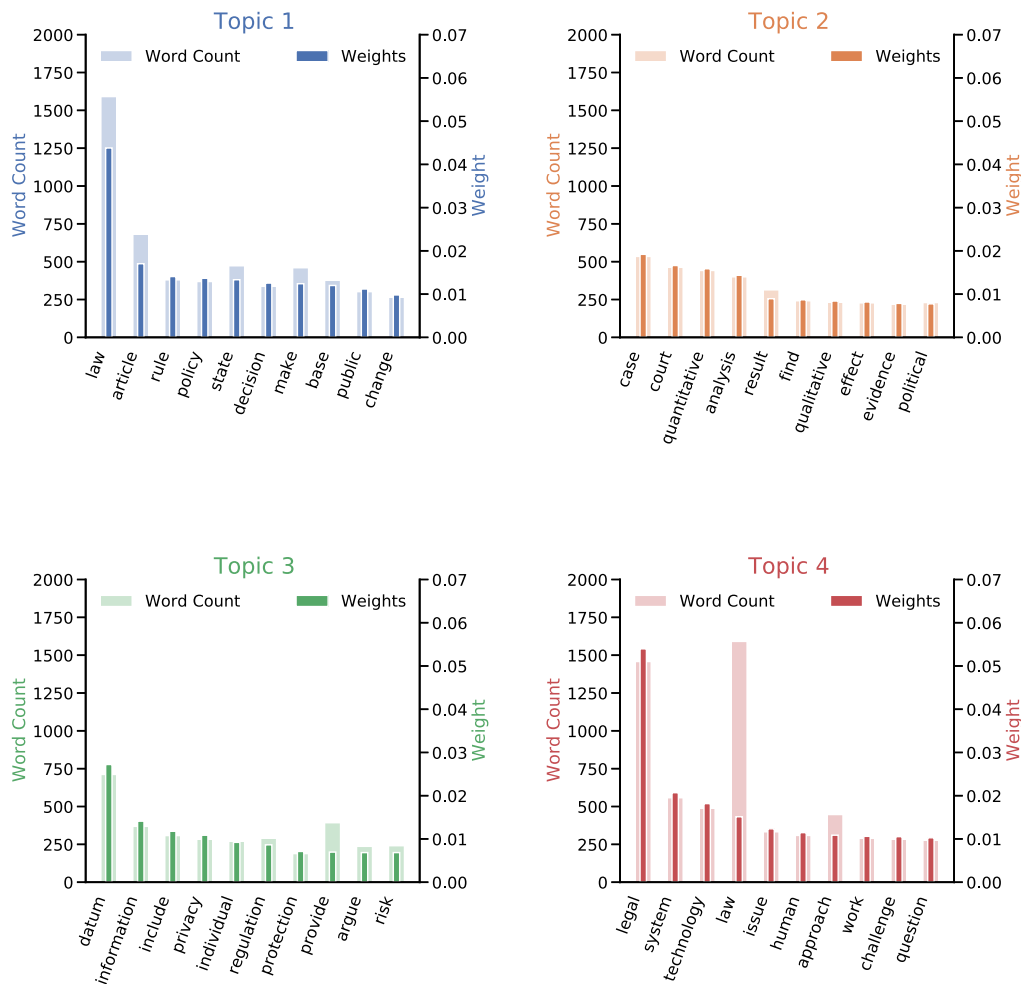 Topic 1
Word Count
Weights
2000
1750
1500
1250
1000
750
500
250
0
Word Count
0.07
0.06
0.05
0.04
0.03
0.02
0.01
0.00
Weight
law
article
rule
policy
state
decision
make
base
public
change
Topic 2
Word Count
Weights
2000
1750
1500
1250
1000
750
500
250
0
Word Count
0.07
0.06
0.05
0.04
0.03
0.02
0.01
0.00
Weight
case
court
quantitative
analysis
result
find
qualitative
effect
evidence
political
Topic 3
Word Count
Weights
2000
1750
1500
1250
1000
750
500
250
0
Word Count
0.07
0.06
0.05
0.04
0.03
0.02
0.01
0.00
Weight
datum
information
include
privacy
individual
regulation
protection
provide
argue
risk
Topic 4
Word Count
Weights
2000
1750
1500
1250
1000
750
500
250
0
Word Count
0.07
0.06
0.05
0.04
0.03
0.02
0.01
0.00
Weight
legal
system
technology
law
issue
human
approach
work
challenge
question